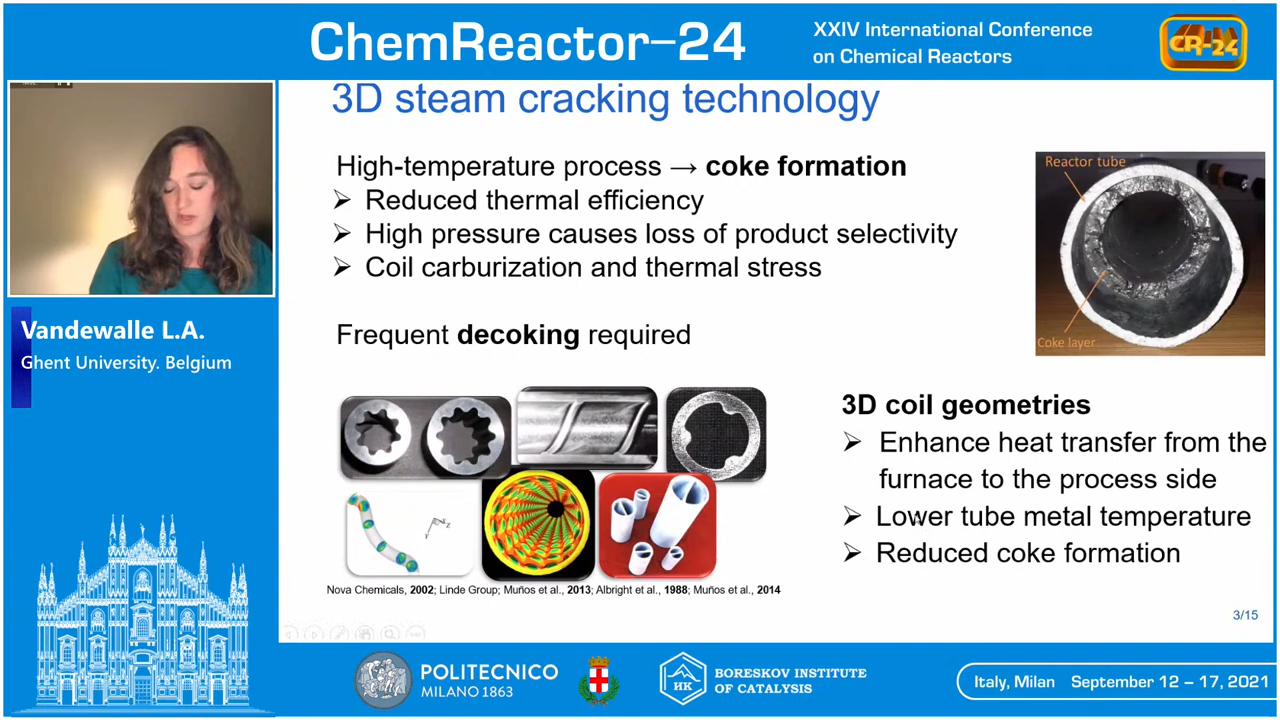 ChemReactor-24
XXIV International Conference
on Chemical Reactors
CR-24
3D steam cracking technology
High-temperature process → coke formation
➢ Reduced thermal efficiency
➢ High pressure causes loss of product selectivity
➢ Coil carburization and thermal stress
Reactor tube
Coke layer
Vandewalle L.A.
Ghent University. Belgium
Frequent decoking required
3D coil geometries
➢ Enhance heat transfer from the
furnace to the process side
➢ Lower tube metal temperature
➢ Reduced coke formation
Nova Chemicals, 2002; Linde Group; Muños et al., 2013; Albright et al., 1988; Muños et al., 2014
3/15
POLITECNICO
MILANO 1863
НК
BORESKOV INSTITUTE
OF CATALYSIS
Italy, Milan September 12 – 17, 2021